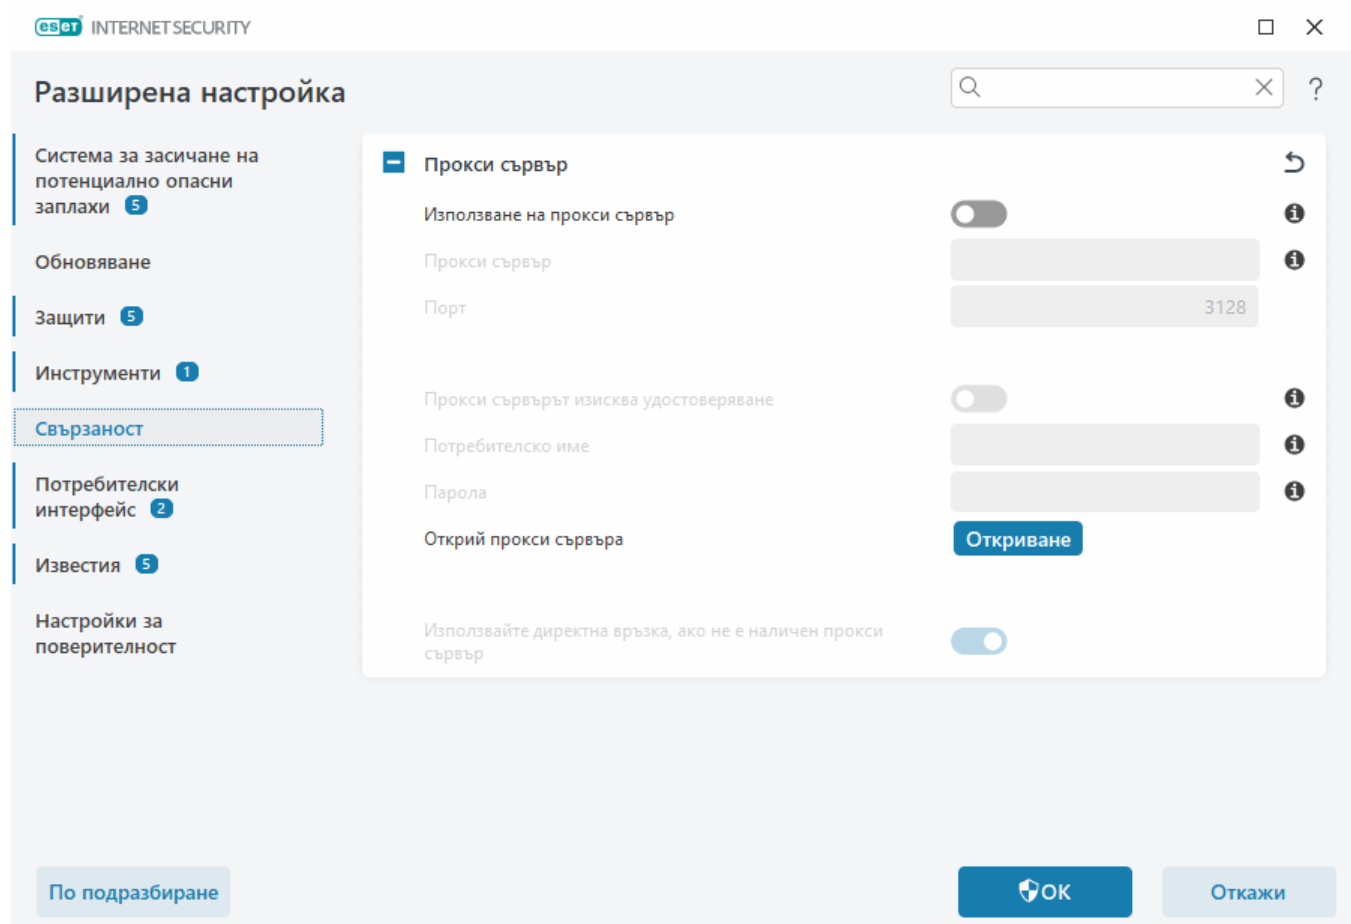 eset INTERNET SECURITY
Разширена настройка
?
Система за засичане на
потенциално опасни
заплахи 5
Обновяване
Защити 5
Инструменти 1
Свързаност
Потребителски
интерфейс 2
Известия 5
Настройки за
поверителност
Прокси сървър
Използване на прокси сървър
Прокси сървър
Порт 3128
Прокси сървърът изисква удостоверяване
Потребителско име
Парола
Открий прокси сървъра Откриване
Използвайте директна връзка, ако не е наличен прокси
сървър
По подразбиране OK Откажи